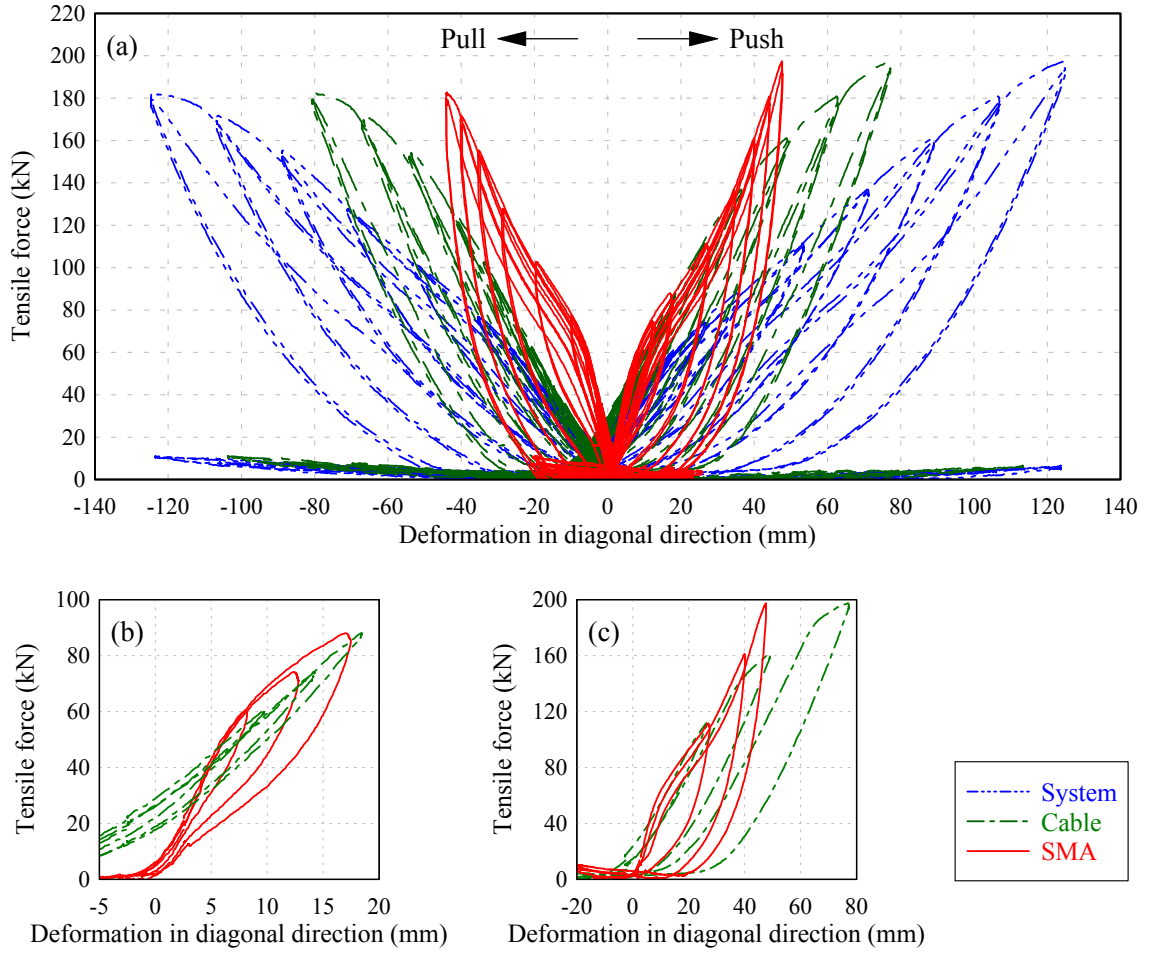 220
200
180
160
140
120
100
80
60
40
20
0
Tensile force (kN)
(a)
Pull
Push
-140 -120 -100 -80 -60 -40 -20 0 20 40 60 80 100 120 140
Deformation in diagonal direction (mm)
100
80
60
40
20
0
Tensile force (kN)
(b)
-5 0 5 10 15 20
Deformation in diagonal direction (mm)
200
160
120
80
40
0
Tensile force (kN)
(c)
-20 0 20 40 60 80
Deformation in diagonal direction (mm)
System
Cable
SMA